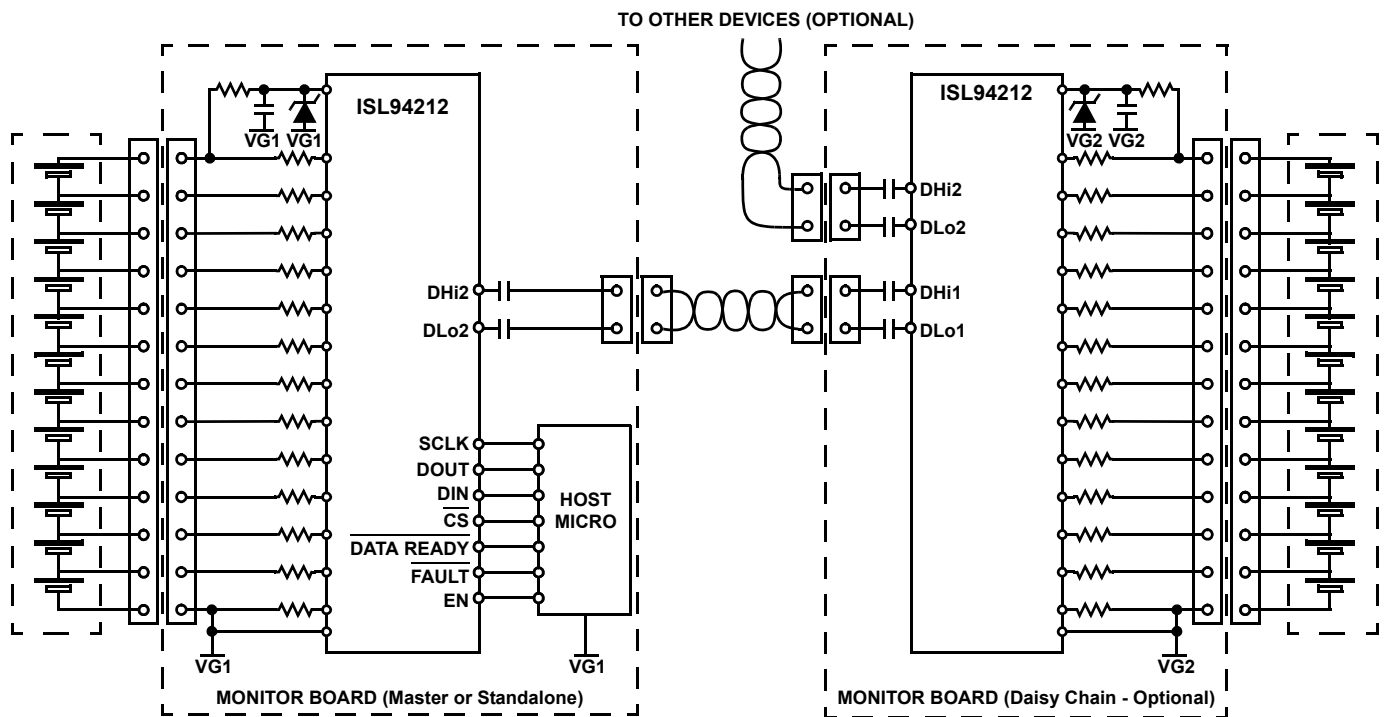 TO OTHER DEVICES (OPTIONAL)
ISL94212
VG1 VG1
DHi2
DLo2
SCLK
DOUT
DIN
CS
DATA READY
FAULT
EN
HOST
MICRO
VG1
VG1
MONITOR BOARD (Master or Standalone)
ISL94212
VG2 VG2
DHi2
DLo2
DHi1
DLo1
VG2
MONITOR BOARD (Daisy Chain - Optional)